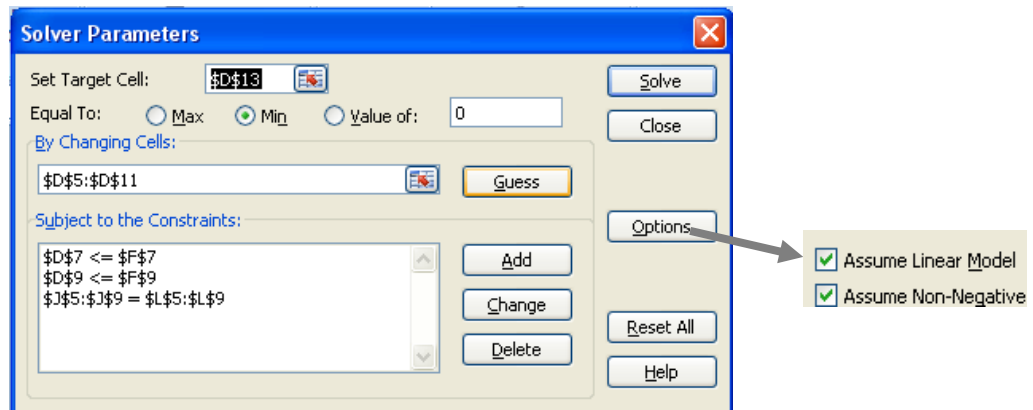 Solver Parameters
Set Target Cell: $D$13 Solve
Equal To: Max Min Value of: 0 Close
By Changing Cells:
$D$5:$D$11 Guess
Subject to the Constraints: Options
$D$7 <= $F$7 Add
$D$9 <= $F$9
$J$5:$J$9 = $L$5:$L$9 Change
Delete
Reset All
Help
Assume Linear Model
Assume Non-Negative